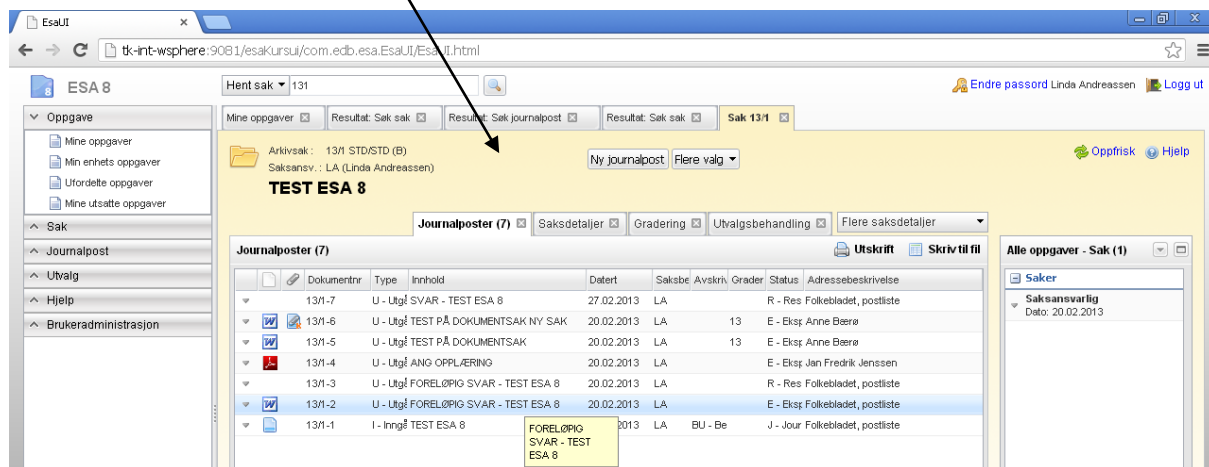 EsaUI
tk-int-wsphere:9081/esaKursui/com.edb.esa.EsaUI/EsaUI.html
ESA 8
Hent sak 131
Endre passord Linda Andreassen Logg ut
Oppgave
Mine oppgaver
Min enhets oppgaver
Ufordelte oppgaver
Mine utsatte oppgaver
Sak
Journalpost
Utvalg
Hjelp
Brukeradministrasjon
Mine oppgaver Resultat: Søk sak Resultat: Søk journalpost Resultat: Søk sak Sak 13/1
Arkivsak : 13/1 STD/STD (B)
Saksansv. : LA (Linda Andreassen)
TEST ESA 8
Ny journalpost Flere valg
Oppfrisk Hjelp
Journalposter (7) Saksdetaljer Gradering Utvalgsbehandling Flere saksdetaljer
Journalposter (7) Utskrift Skriv til fil
Dokumentnr Type Innhold Datert Saksbe Avskriv Grader Status Adressebeskrivelse
13/1-7 U - Utgå SVAR - TEST ESA 8 27.02.2013 LA R - Res Folkebladet, postliste
13/1-6 U - Utgå TEST PÅ DOKUMENTSAK NY SAK 20.02.2013 LA 13 E - Eksp Anne Bærø
13/1-5 U - Utgå TEST PÅ DOKUMENTSAK 20.02.2013 LA 13 E - Eksp Anne Bærø
13/1-4 U - Utgå ANG OPPLÆRING 20.02.2013 LA E - Eksp Jan Fredrik Jenssen
13/1-3 U - Utgå FORELØPIG SVAR - TEST ESA 8 20.02.2013 LA R - Res Folkebladet, postliste
13/1-2 U - Utgå FORELØPIG SVAR - TEST ESA 8 20.02.2013 LA E - Eksp Folkebladet, postliste
13/1-1 I - Inngå TEST ESA 8 2013 LA BU - Be J - Jour Folkebladet, postliste
FORELØPIG
SVAR - TEST
ESA 8
Alle oppgaver - Sak (1)
Saker
Saksansvarlig
Dato: 20.02.2013